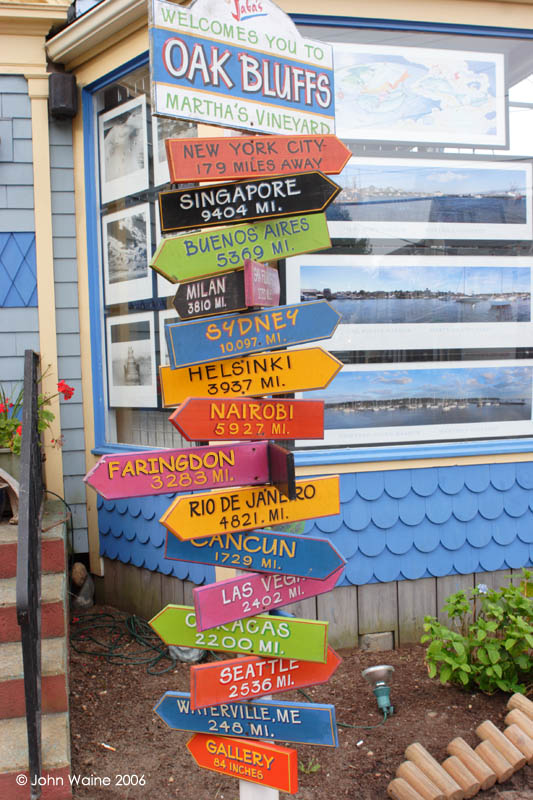 Jaba's
WELCOMES YOU TO
OAK BLUFFS
MARTHA'S VINEYARD
NEW YORK CITY
179 MILES AWAY
SINGAPORE
9404 MI.
BUENOS AIRES
5369 MI.
MILAN
3810 MI.
SYDNEY
10,097. MI.
HELSINKI
3937 MI.
NAIROBI
5927 MI.
FARINGDON
3283 MI.
RIO DE JANEIRO
4821. MI.
CANCUN
1729 MI.
LAS VEGAS
2402 MI.
CARACAS
2200 MI.
SEATTLE
2536 MI.
WATERVILLE, ME
248 MI.
GALLERY
84 INCHES
© John Waine 2006